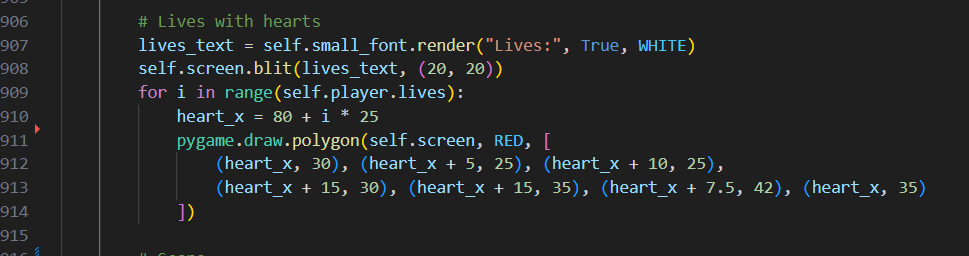 906 # Lives with hearts
907 lives_text = self.small_font.render("Lives:", True, WHITE)
908 self.screen.blit(lives_text, (20, 20))
909 for i in range(self.player.lives):
910 heart_x = 80 + i * 25
911 pygame.draw.polygon(self.screen, RED, [
912 (heart_x, 30), (heart_x + 5, 25), (heart_x + 10, 25),
913 (heart_x + 15, 30), (heart_x + 15, 35), (heart_x + 7.5, 42), (heart_x, 35)
914 ])
915